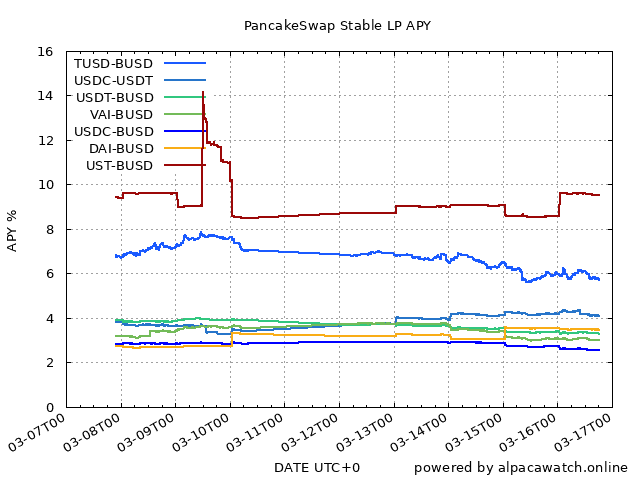 PancakeSwap Stable LP APY
16
14
12
10
8
6
4
2
0
APY %
TUSD-BUSD
USDC-USDT
USDT-BUSD
VAI-BUSD
USDC-BUSD
DAI-BUSD
UST-BUSD
03-07T00
03-08T00
03-09T00
03-10T00
03-11T00
03-12T00
03-13T00
03-14T00
03-15T00
03-16T00
03-17T00
DATE UTC+0
powered by alpacawatch.online